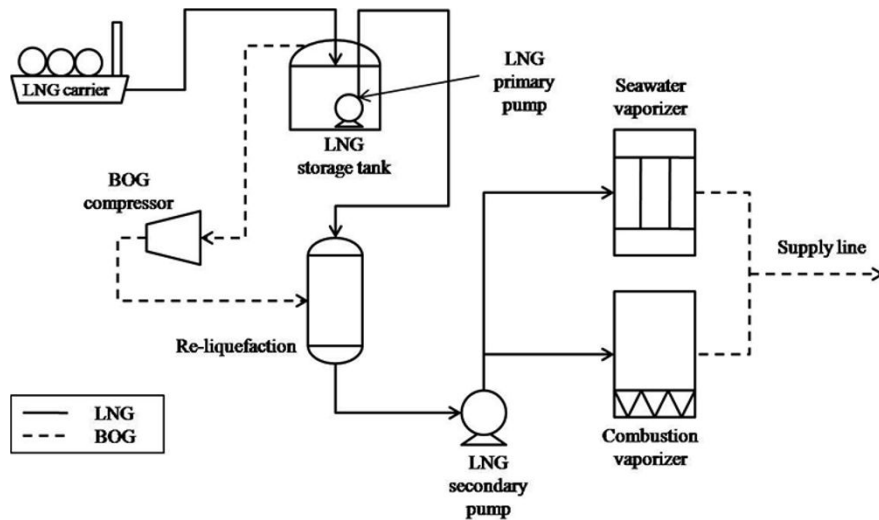 LNG carrier
LNG
primary
pump
LNG
storage tank
Seawater
vaporizer
BOG
compressor
Supply line
Re-liquefaction
LNG
BOG
LNG
secondary
pump
Combustion
vaporizer